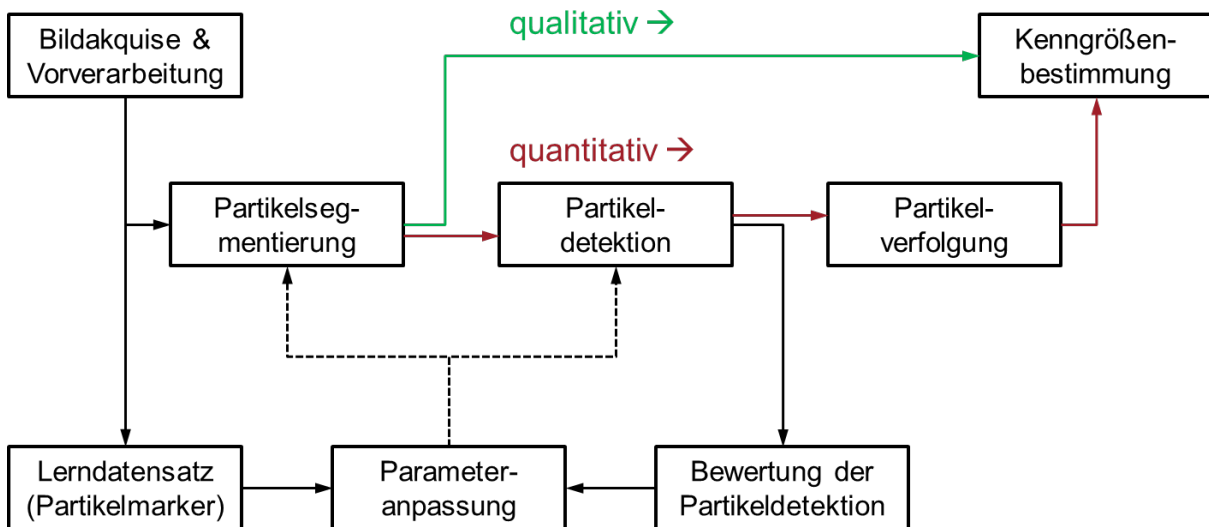 Bildakquise &
Vorverarbeitung
qualitativ →
Kenngrößen-
bestimmung
quantitativ →
Partikelseg-
mentierung
Partikel-
detektion
Partikel-
verfolgung
Lerndatensatz
(Partikelmarker)
Parameter-
anpassung
Bewertung der
Partikeldetektion